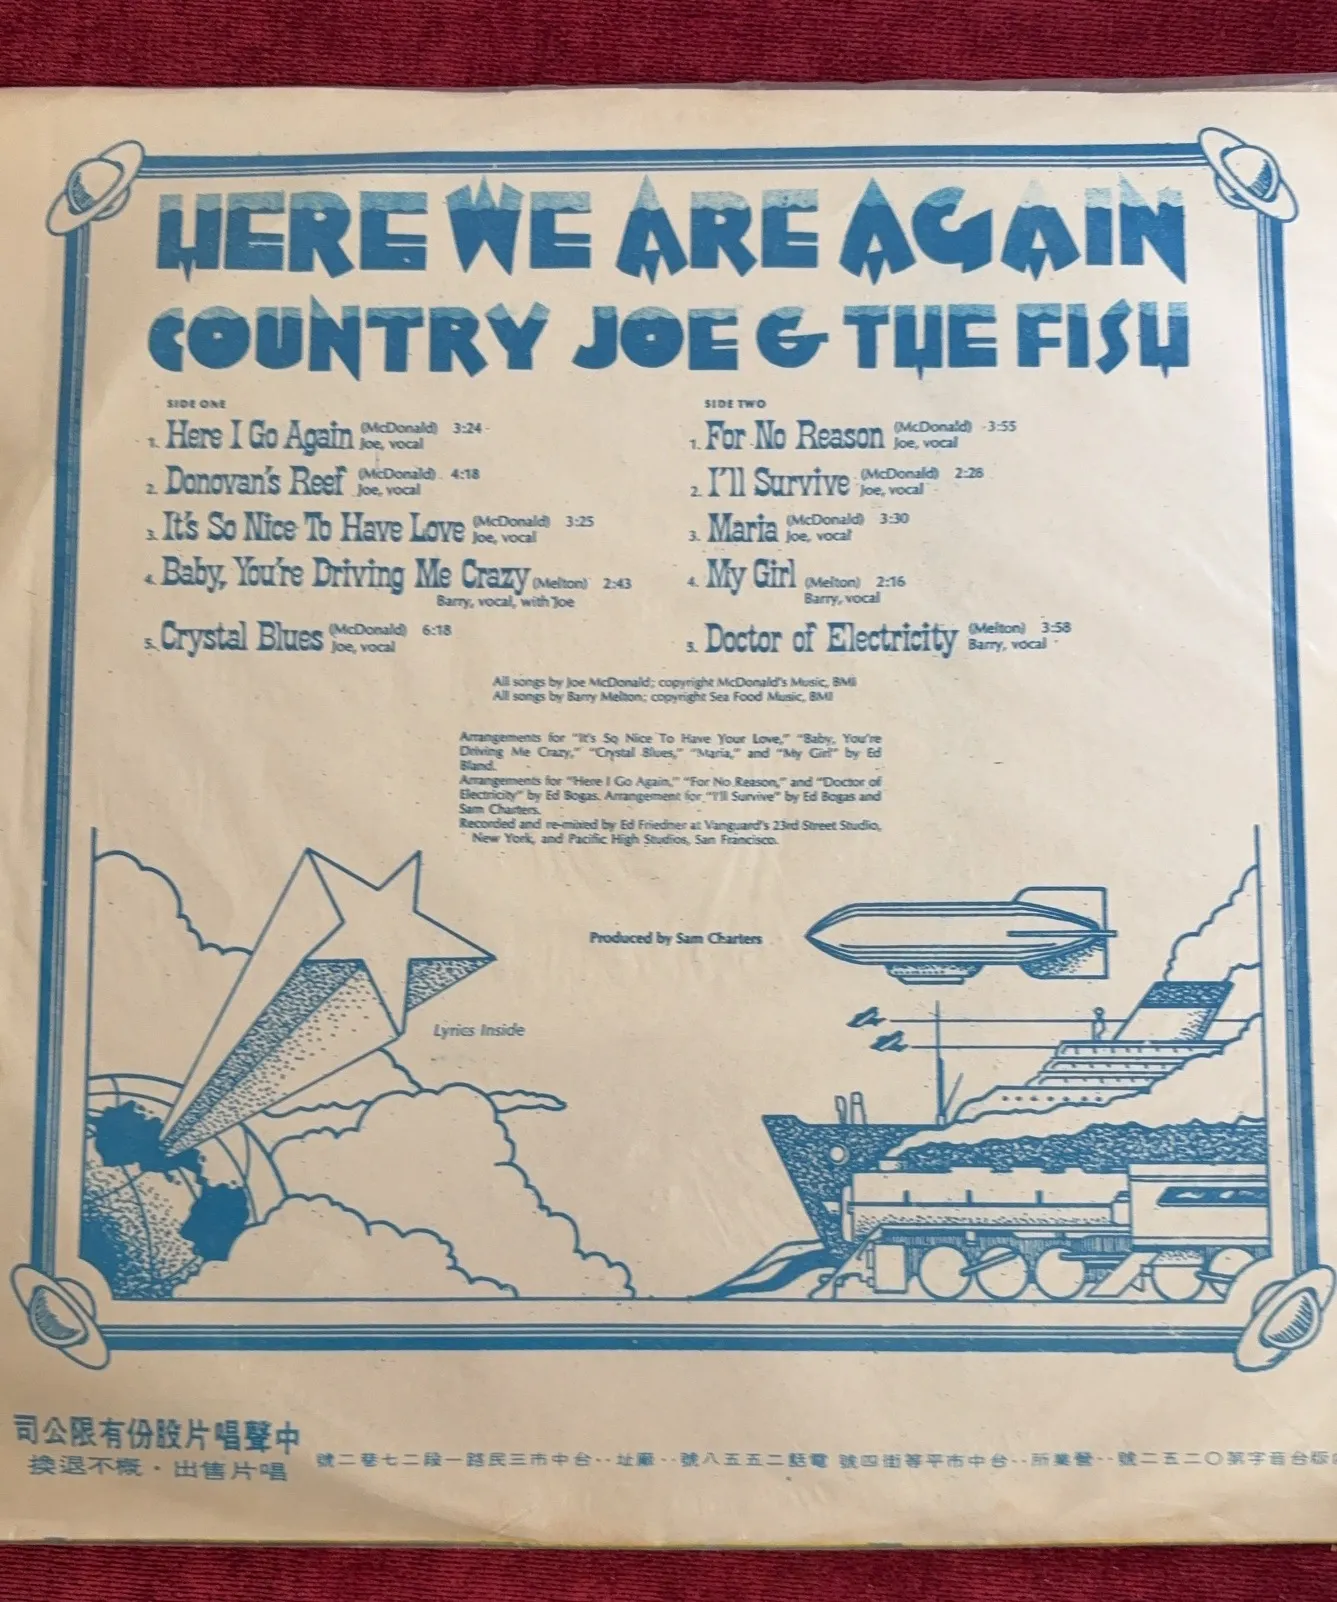 HERE WE ARE AGAIN
COUNTRY JOE & THE FISH
SIDE ONE
1. Here I Go Again (McDonald) 3:24
Joe, vocal
2. Donovan's Reef (McDonald) 4:18
Joe, vocal
3. It's So Nice To Have Love (McDonald) 3:25
Joe, vocal
4. Baby, You're Driving Me Crazy (Melton) 2:43
Barry, vocal, with Joe
5. Crystal Blues (McDonald) 6:18
Joe, vocal
SIDE TWO
1. For No Reason (McDonald) 3:55
Joe, vocal
2. I'll Survive (McDonald) 2:26
Joe, vocal
3. Maria (McDonald) 3:30
Joe, vocal
4. My Girl (Melton) 2:16
Barry, vocal
5. Doctor of Electricity (Melton) 3:58
Barry, vocal
All songs by Joe McDonald; copyright McDonald's Music, BMI
All songs by Barry Melton; copyright Sea Food Music, BMI
Arrangements for "It's So Nice To Have Your Love," "Baby, You're
Driving Me Crazy," "Crystal Blues," "Maria," and "My Girl" by Ed
Bland.
Arrangements for "Here I Go Again," "For No Reason," and "Doctor of
Electricity" by Ed Bogas. Arrangement for "I'll Survive" by Ed Bogas and
Sam Charters.
Recorded and re-mixed by Ed Friedner at Vanguard's 23rd Street Studio,
New York, and Pacific High Studios, San Francisco.
Produced by Sam Charters
Lyrics Inside
中聲唱片股份有限公司
唱片售出・概不退換
版台音字第〇二五二號‥營業所‥台中市平等街四號 電話二五五八號‥廠址‥台中市三民路一段二七巷二號